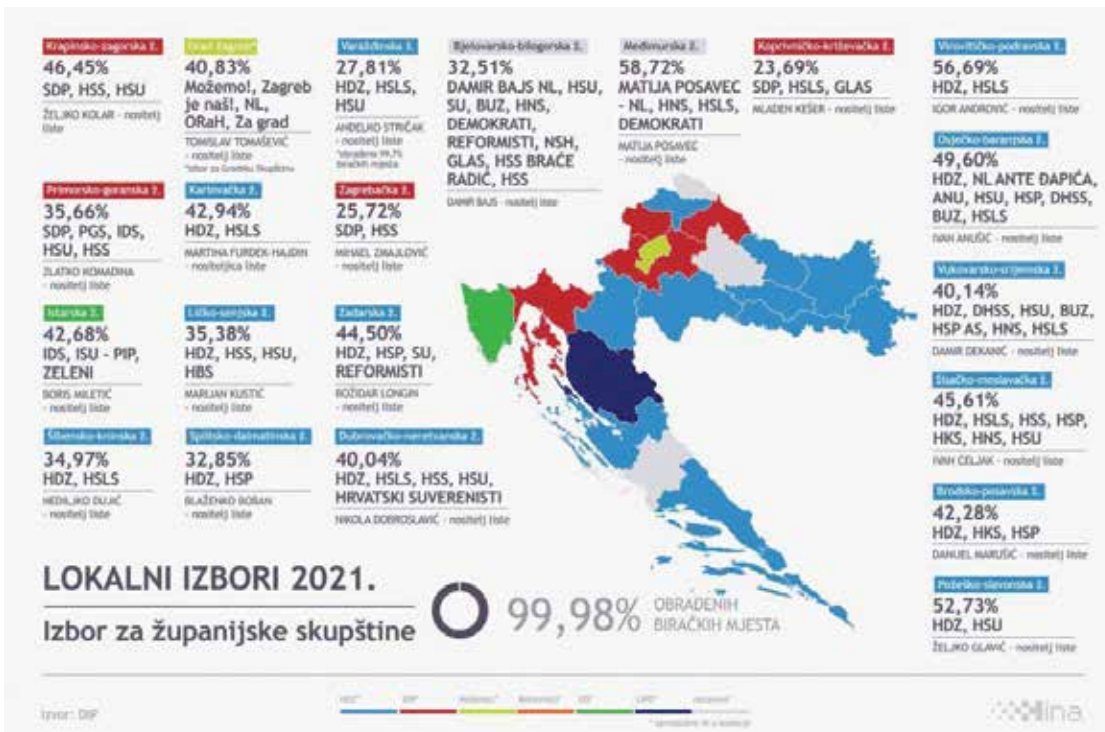 Krapinsko-zagorska ž.
46,45%
SDP, HSS, HSU
ŽELJKO KOLAR - nositelj
liste
Grad Zagreb*
40,83%
Možemo!, Zagreb
je naš!, NL,
ORaH, Za grad
TOMISLAV TOMAŠEVIĆ
- nositelj liste
*izbor za Gradsku Skupštinu
Varaždinska ž.
27,81%
HDZ, HSLS,
HSU
ANĐELKO STRIČAK
- nositelj liste
*obrađeno 99,7%
biračkih mjesta
Bjelovarsko-bilogorska ž.
32,51%
DAMIR BAJS NL, HSU,
SU, BUZ, HNS,
DEMOKRATI,
REFORMISTI, NSH,
GLAS, HSS BRAĆE
RADIĆ, HSS
DAMIR BAJS - nositelj liste
Međimurska ž.
58,72%
MATIJA POSAVEC
- NL, HNS, HSLS,
DEMOKRATI
MATIJA POSAVEC
- nositelj liste
Koprivničko-križevačka ž.
23,69%
SDP, HSLS, GLAS
MLADEN KEŠER - nositelj liste
Virovitičko-podravska ž.
56,69%
HDZ, HSLS
IGOR ANDROVIĆ - nositelj liste
Osječko-baranjska ž.
49,60%
HDZ, NL ANTE ĐAPIĆA,
ANU, HSU, HSP, DHSS,
BUZ, HSLS
IVAN ANUŠIĆ - nositelj liste
Primorsko-goranska ž.
35,66%
SDP, PGS, IDS,
HSU, HSS
ZLATKO KOMADINA
- nositelj liste
Karlovačka ž.
42,94%
HDZ, HSLS
MARTINA FURDEK-HAJDIN
- nositeljica liste
Zagrebačka ž.
25,72%
SDP, HSS
MIHAEL ZMAJLOVIĆ
- nositelj liste
Vukovarsko-srijemska ž.
40,14%
HDZ, DHSS, HSU, BUZ,
HSP AS, HNS, HSLS
DAMIR DEKANIĆ - nositelj liste
Istarska ž.
42,68%
IDS, ISU - PIP,
ZELENI
BORIS MILETIĆ
- nositelj liste
Ličko-senjska ž.
35,38%
HDZ, HSS, HSU,
HBS
MARIJAN KUSTIĆ
- nositelj liste
Zadarska ž.
44,50%
HDZ, HSP, SU,
REFORMISTI
BOŽIDAR LONGIN
- nositelj liste
Sisačko-moslavačka ž.
45,61%
HDZ, HSLS, HSS, HSP,
HKS, HNS, HSU
IVAN CELJAK - nositelj liste
Šibensko-kninska ž.
34,97%
HDZ, HSLS
NEDILJKO DUJIĆ
- nositelj liste
Splitsko-dalmatinska ž.
32,85%
HDZ, HSP
BLAŽENKO BOBAN
- nositelj liste
Dubrovačko-neretvanska ž.
40,04%
HDZ, HSLS, HSS, HSU,
HRVATSKI SUVERENISTI
NIKOLA DOBROSLAVIĆ - nositelj liste
Brodsko-posavska ž.
42,28%
HDZ, HKS, HSP
DANIJEL MARUŠIĆ - nositelj liste
Požeško-slavonska ž.
52,73%
HDZ, HSU
ŽELJKO GLAVIĆ - nositelj liste
LOKALNI IZBORI 2021.
Izbor za županijske skupštine
99,98% OBRAĐENIH
BIRAČKIH MJESTA
HDZ* SDP* Možemo!* IDS*
Izvor: DIP
Hina